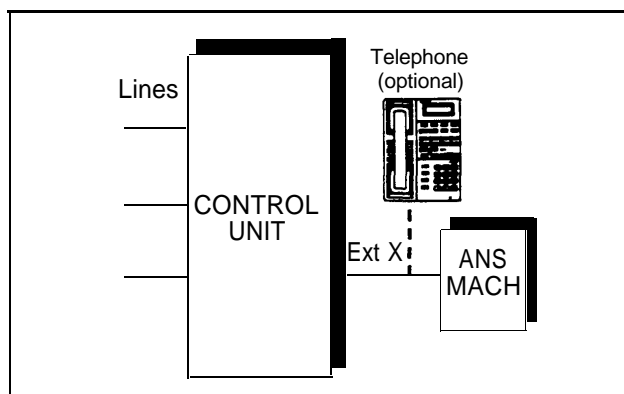 Telephone
(optional)
Lines
CONTROL
UNIT
Ext X
ANS
MACH